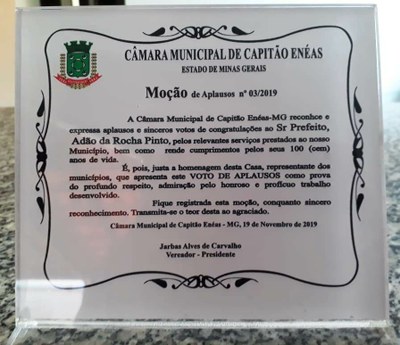 CÂMARA MUNICIPAL DE CAPITÃO ENÉAS
ESTADO DE MINAS GERAIS
Moção de Aplausos nº 03/2019
A Câmara Municipal de Capitão Enéas-MG reconhece e
expressa aplausos e sinceros votos de congratulações ao Sr Prefeito,
Adão da Rocha Pinto, pelos relevantes serviços prestados ao nosso
Município, bem como rende cumprimentos pelos seus 100 (cem)
anos de vida.
É, pois, justa a homenagem desta Casa, representante dos
munícipes, que apresenta este VOTO DE APLAUSOS como prova
do profundo respeito, admiração pelo honroso e profícuo trabalho
desenvolvido.
Fique registrada esta moção, conquanto sincero
reconhecimento. Transmita-se o teor desta ao agraciado.
Câmara Municipal de Capitão Enéas - MG, 19 de Novembro de 2019
Jarbas Alves de Carvalho
Vereador - Presidente